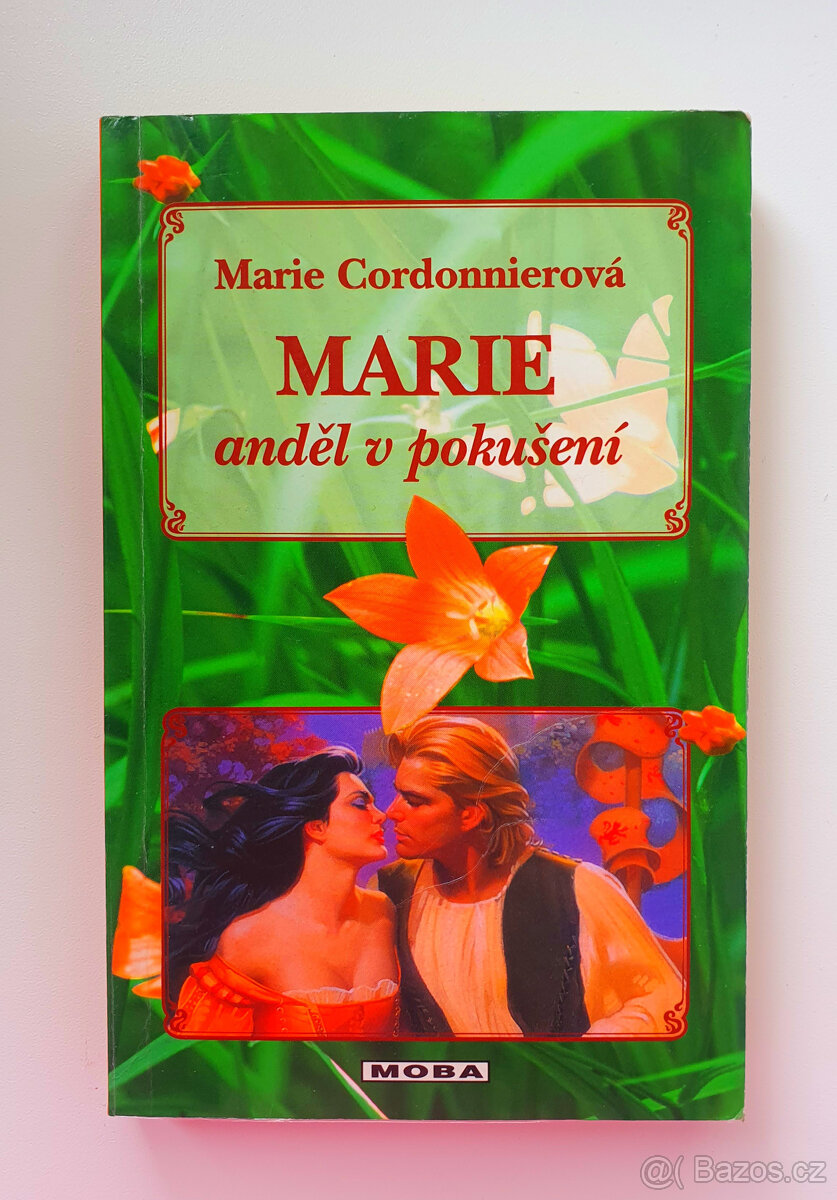 Marie Cordonnierová
MARIE
anděl v pokušení
MOBA
@( Bazos.cz